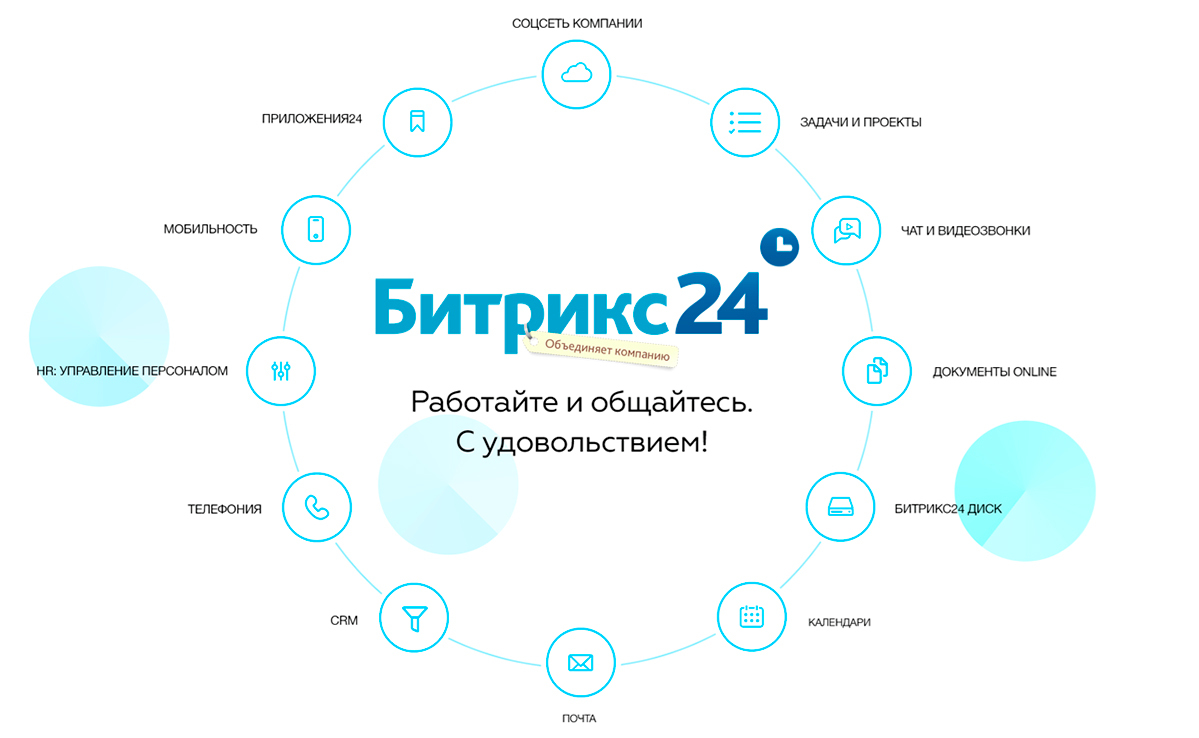 СОЦСЕТЬ КОМПАНИИ
ПРИЛОЖЕНИЯ24
ЗАДАЧИ И ПРОЕКТЫ
МОБИЛЬНОСТЬ
ЧАТ И ВИДЕОЗВОНКИ
Битрикс24
Объединяет компанию
HR: УПРАВЛЕНИЕ ПЕРСОНАЛОМ
ДОКУМЕНТЫ ONLINE
Работайте и общайтесь.
С удовольствием!
ТЕЛЕФОНИЯ
БИТРИКС24 ДИСК
CRM
КАЛЕНДАРИ
ПОЧТА